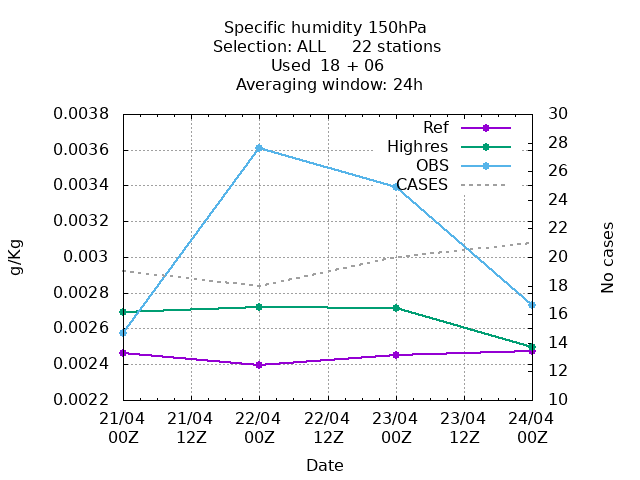 Specific humidity 150hPa
Selection: ALL     22 stations
Used  18 + 06
Averaging window: 24h
0.0038
0.0036
0.0034
0.0032
0.003
0.0028
0.0026
0.0024
0.0022
g/Kg
Ref
Highres
OBS
CASES
30
28
26
24
22
20
18
16
14
12
10
No cases
21/04 21/04 22/04 22/04 23/04 23/04 24/04
00Z 12Z 00Z 12Z 00Z 12Z 00Z
Date